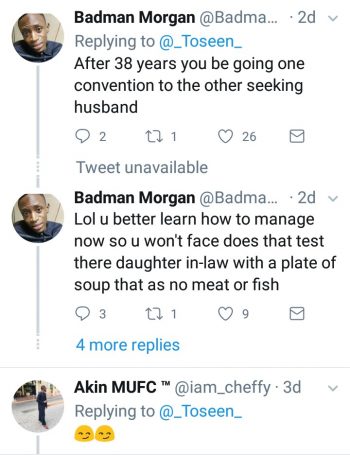 Badman Morgan @Badma... · 2d
Replying to @_Toseen_
After 38 years you be going one
convention to the other seeking
husband
2 1 26
Tweet unavailable
Badman Morgan @Badma... · 2d
Lol u better learn how to manage
now so u won't face does that test
there daughter in-law with a plate of
soup that as no meat or fish
3 1 9
4 more replies
Akin MUFC ™ @iam_cheffy · 3d
Replying to @_Toseen_
😏😏